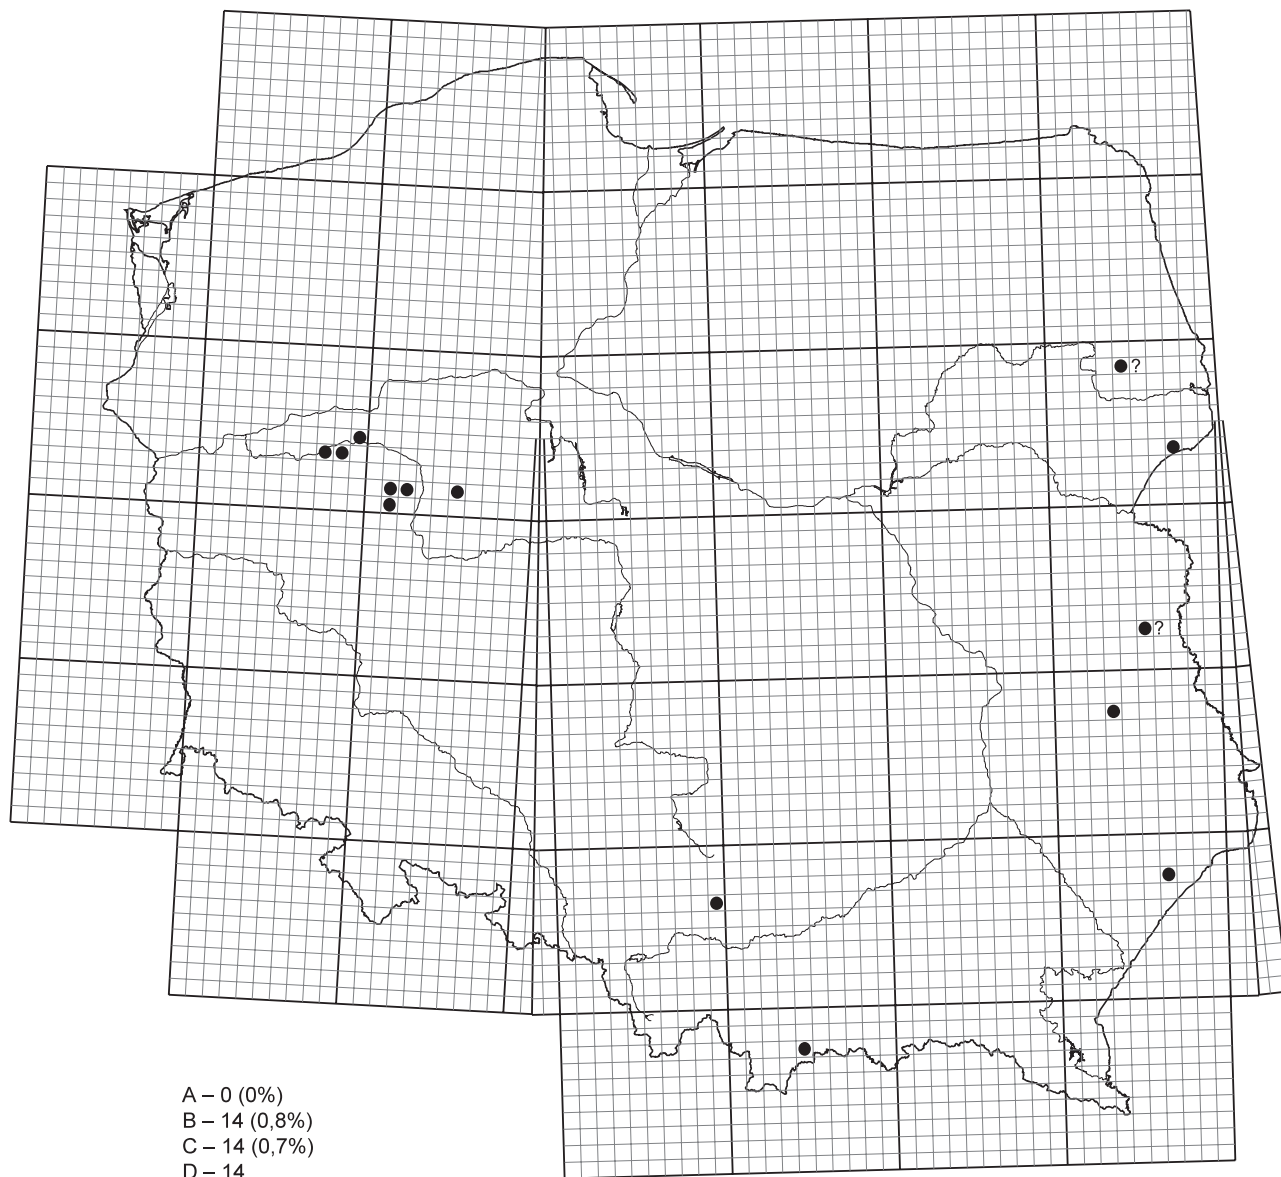 ?
?
A – 0 (0%)
B – 14 (0,8%)
C – 14 (0,7%)
D – 14